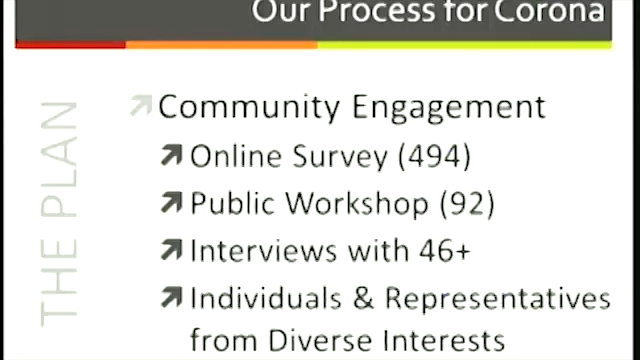 Our Process for Corona
THE PLAN
Community Engagement
Online Survey (494)
Public Workshop (92)
Interviews with 46+
Individuals & Representatives
from Diverse Interests